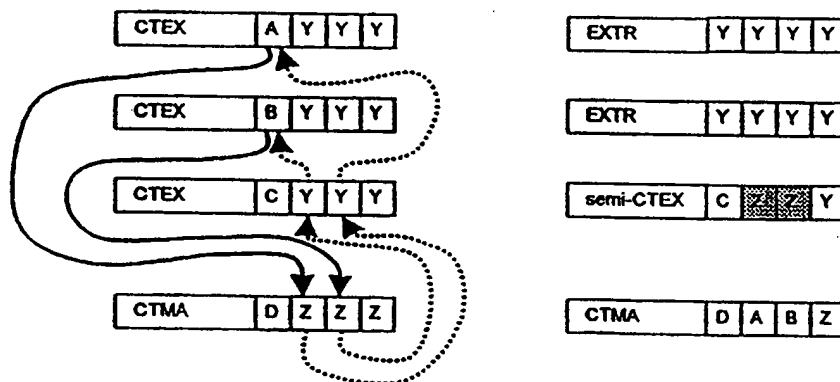 CTEX A Y Y Y EXTR Y Y Y Y
CTEX B Y Y Y EXTR Y Y Y Y
CTEX C Y Y Y semi-CTEX C Z Z Y
CTMA D Z Z Z CTMA D A B Z